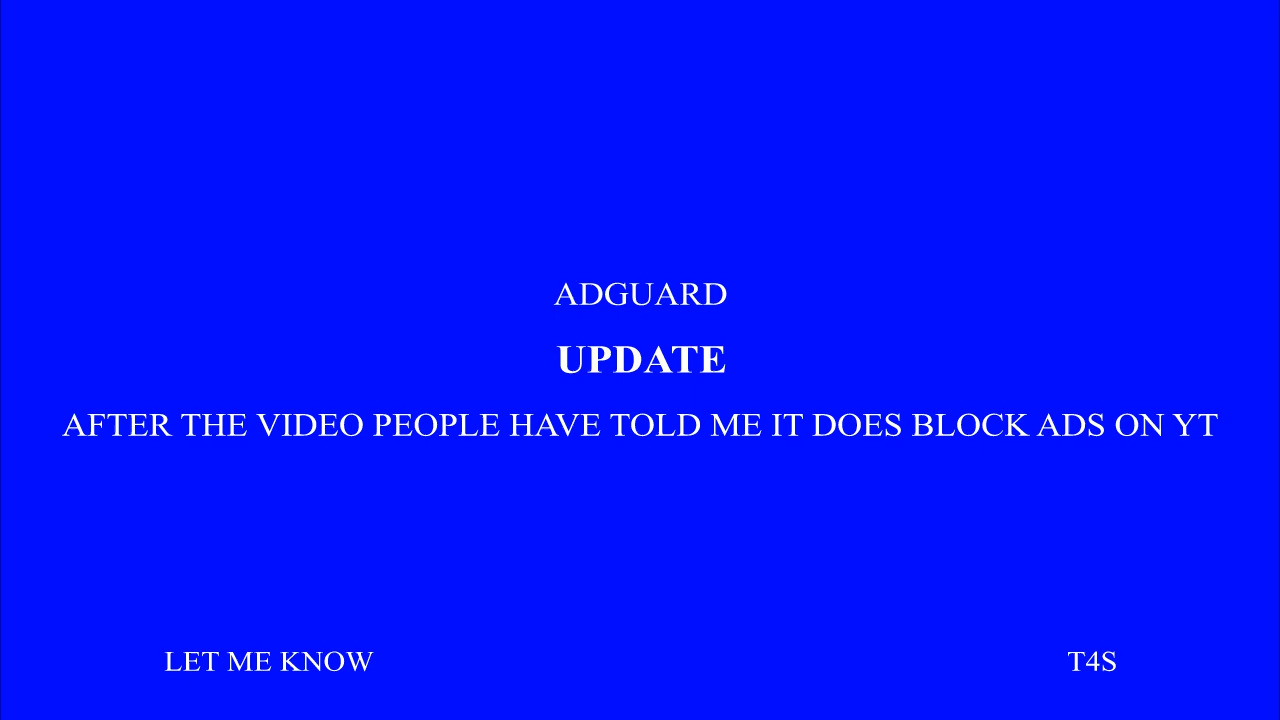 ADGUARD
UPDATE
AFTER THE VIDEO PEOPLE HAVE TOLD ME IT DOES BLOCK ADS ON YT
LET ME KNOW
T4S